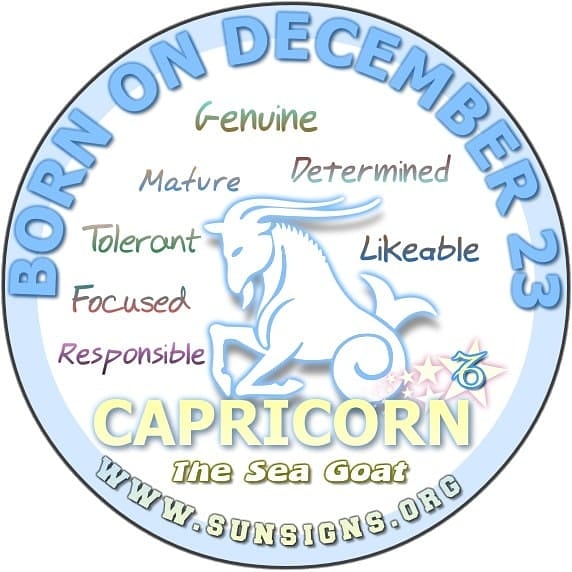 BORN ON DECEMBER 23
Genuine
Mature
Determined
Tolerant
Likeable
Focused
Responsible
CAPRICORN
The Sea Goat
WWW.SUNSIGNS.ORG